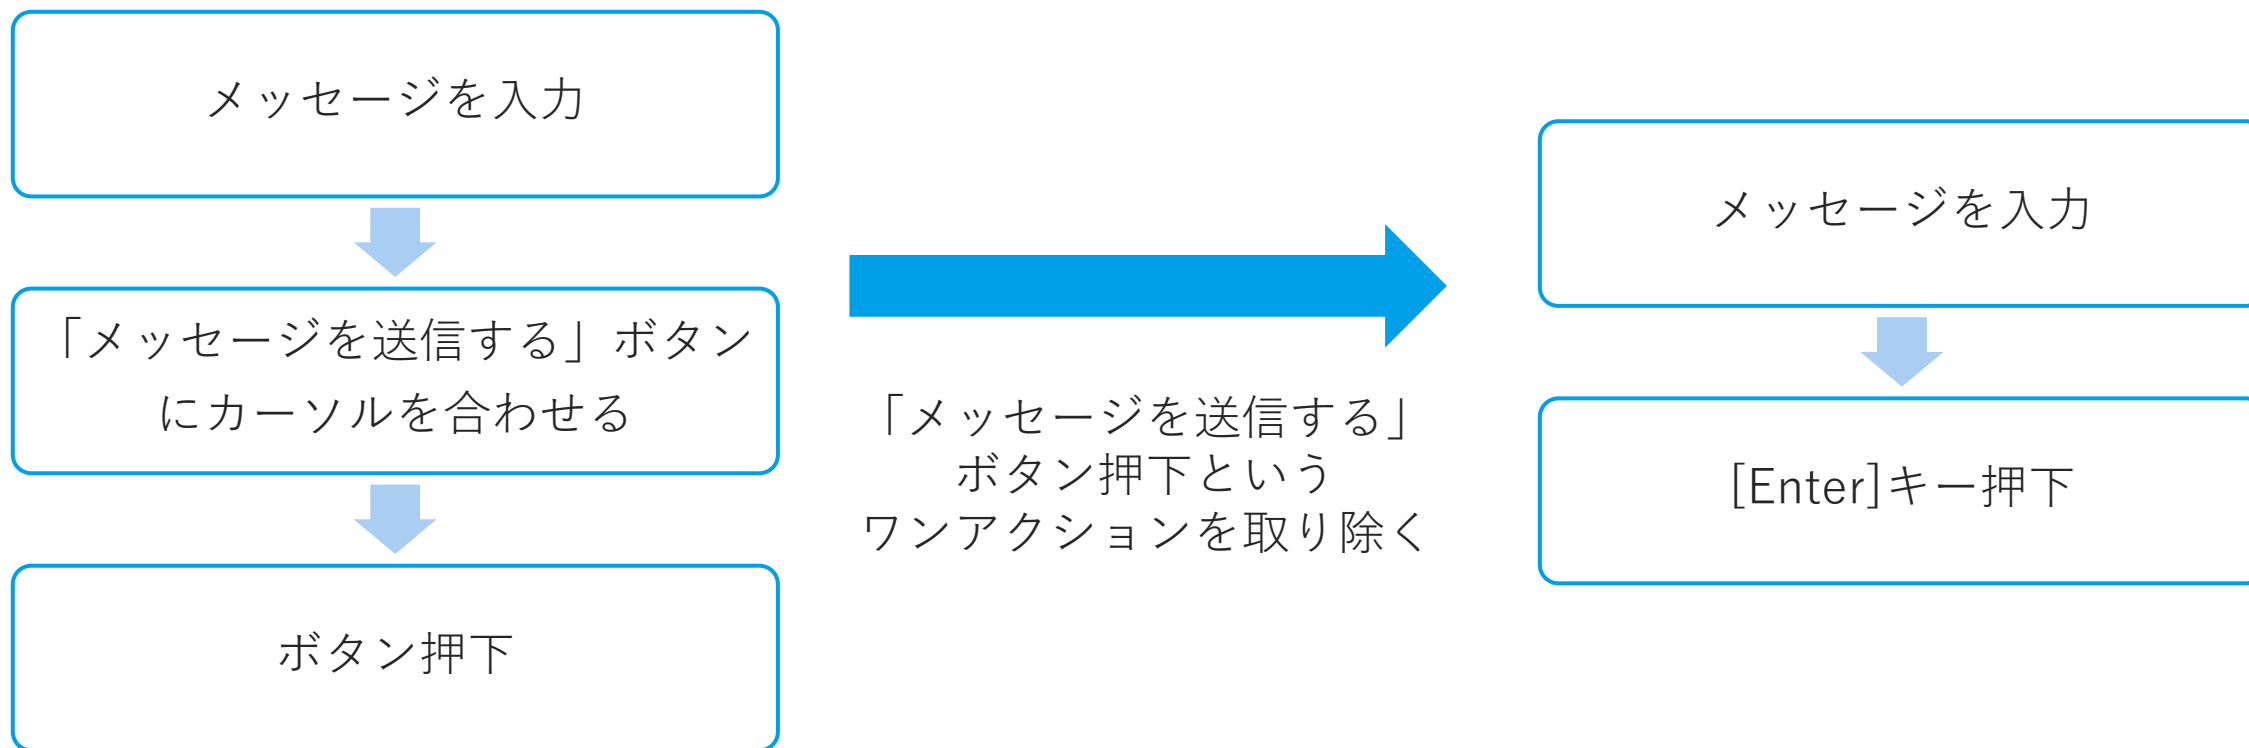 メッセージを入力
「メッセージを送信する」ボタン
にカーソルを合わせる
ボタン押下
「メッセージを送信する」
ボタン押下という
ワンアクションを取り除く
メッセージを入力
[Enter]キー押下